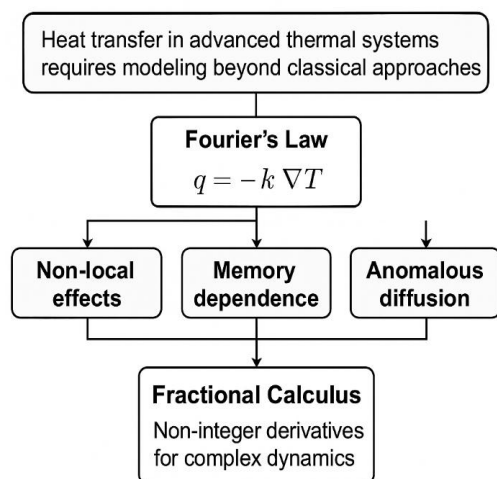 Heat transfer in advanced thermal systems
requires modeling beyond classical approaches
Fourier's Law
q = −k ∇T
Non-local
effects
Memory
dependence
Anomalous
diffusion
Fractional Calculus
Non-integer derivatives
for complex dynamics